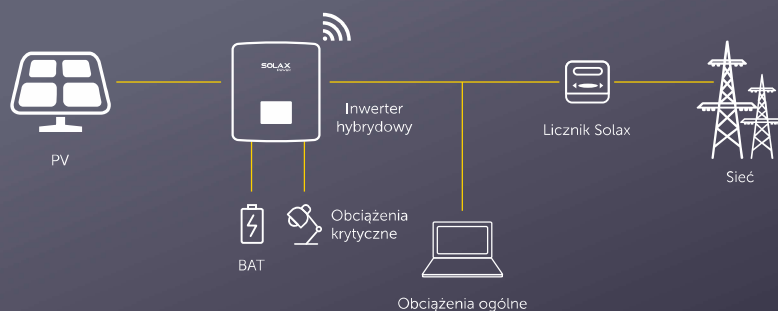 PV
SOLAX
POWER
Inwerter
hybrydowy
BAT
Obciążenia
krytyczne
Obciążenia ogólne
Licznik Solax
Sieć